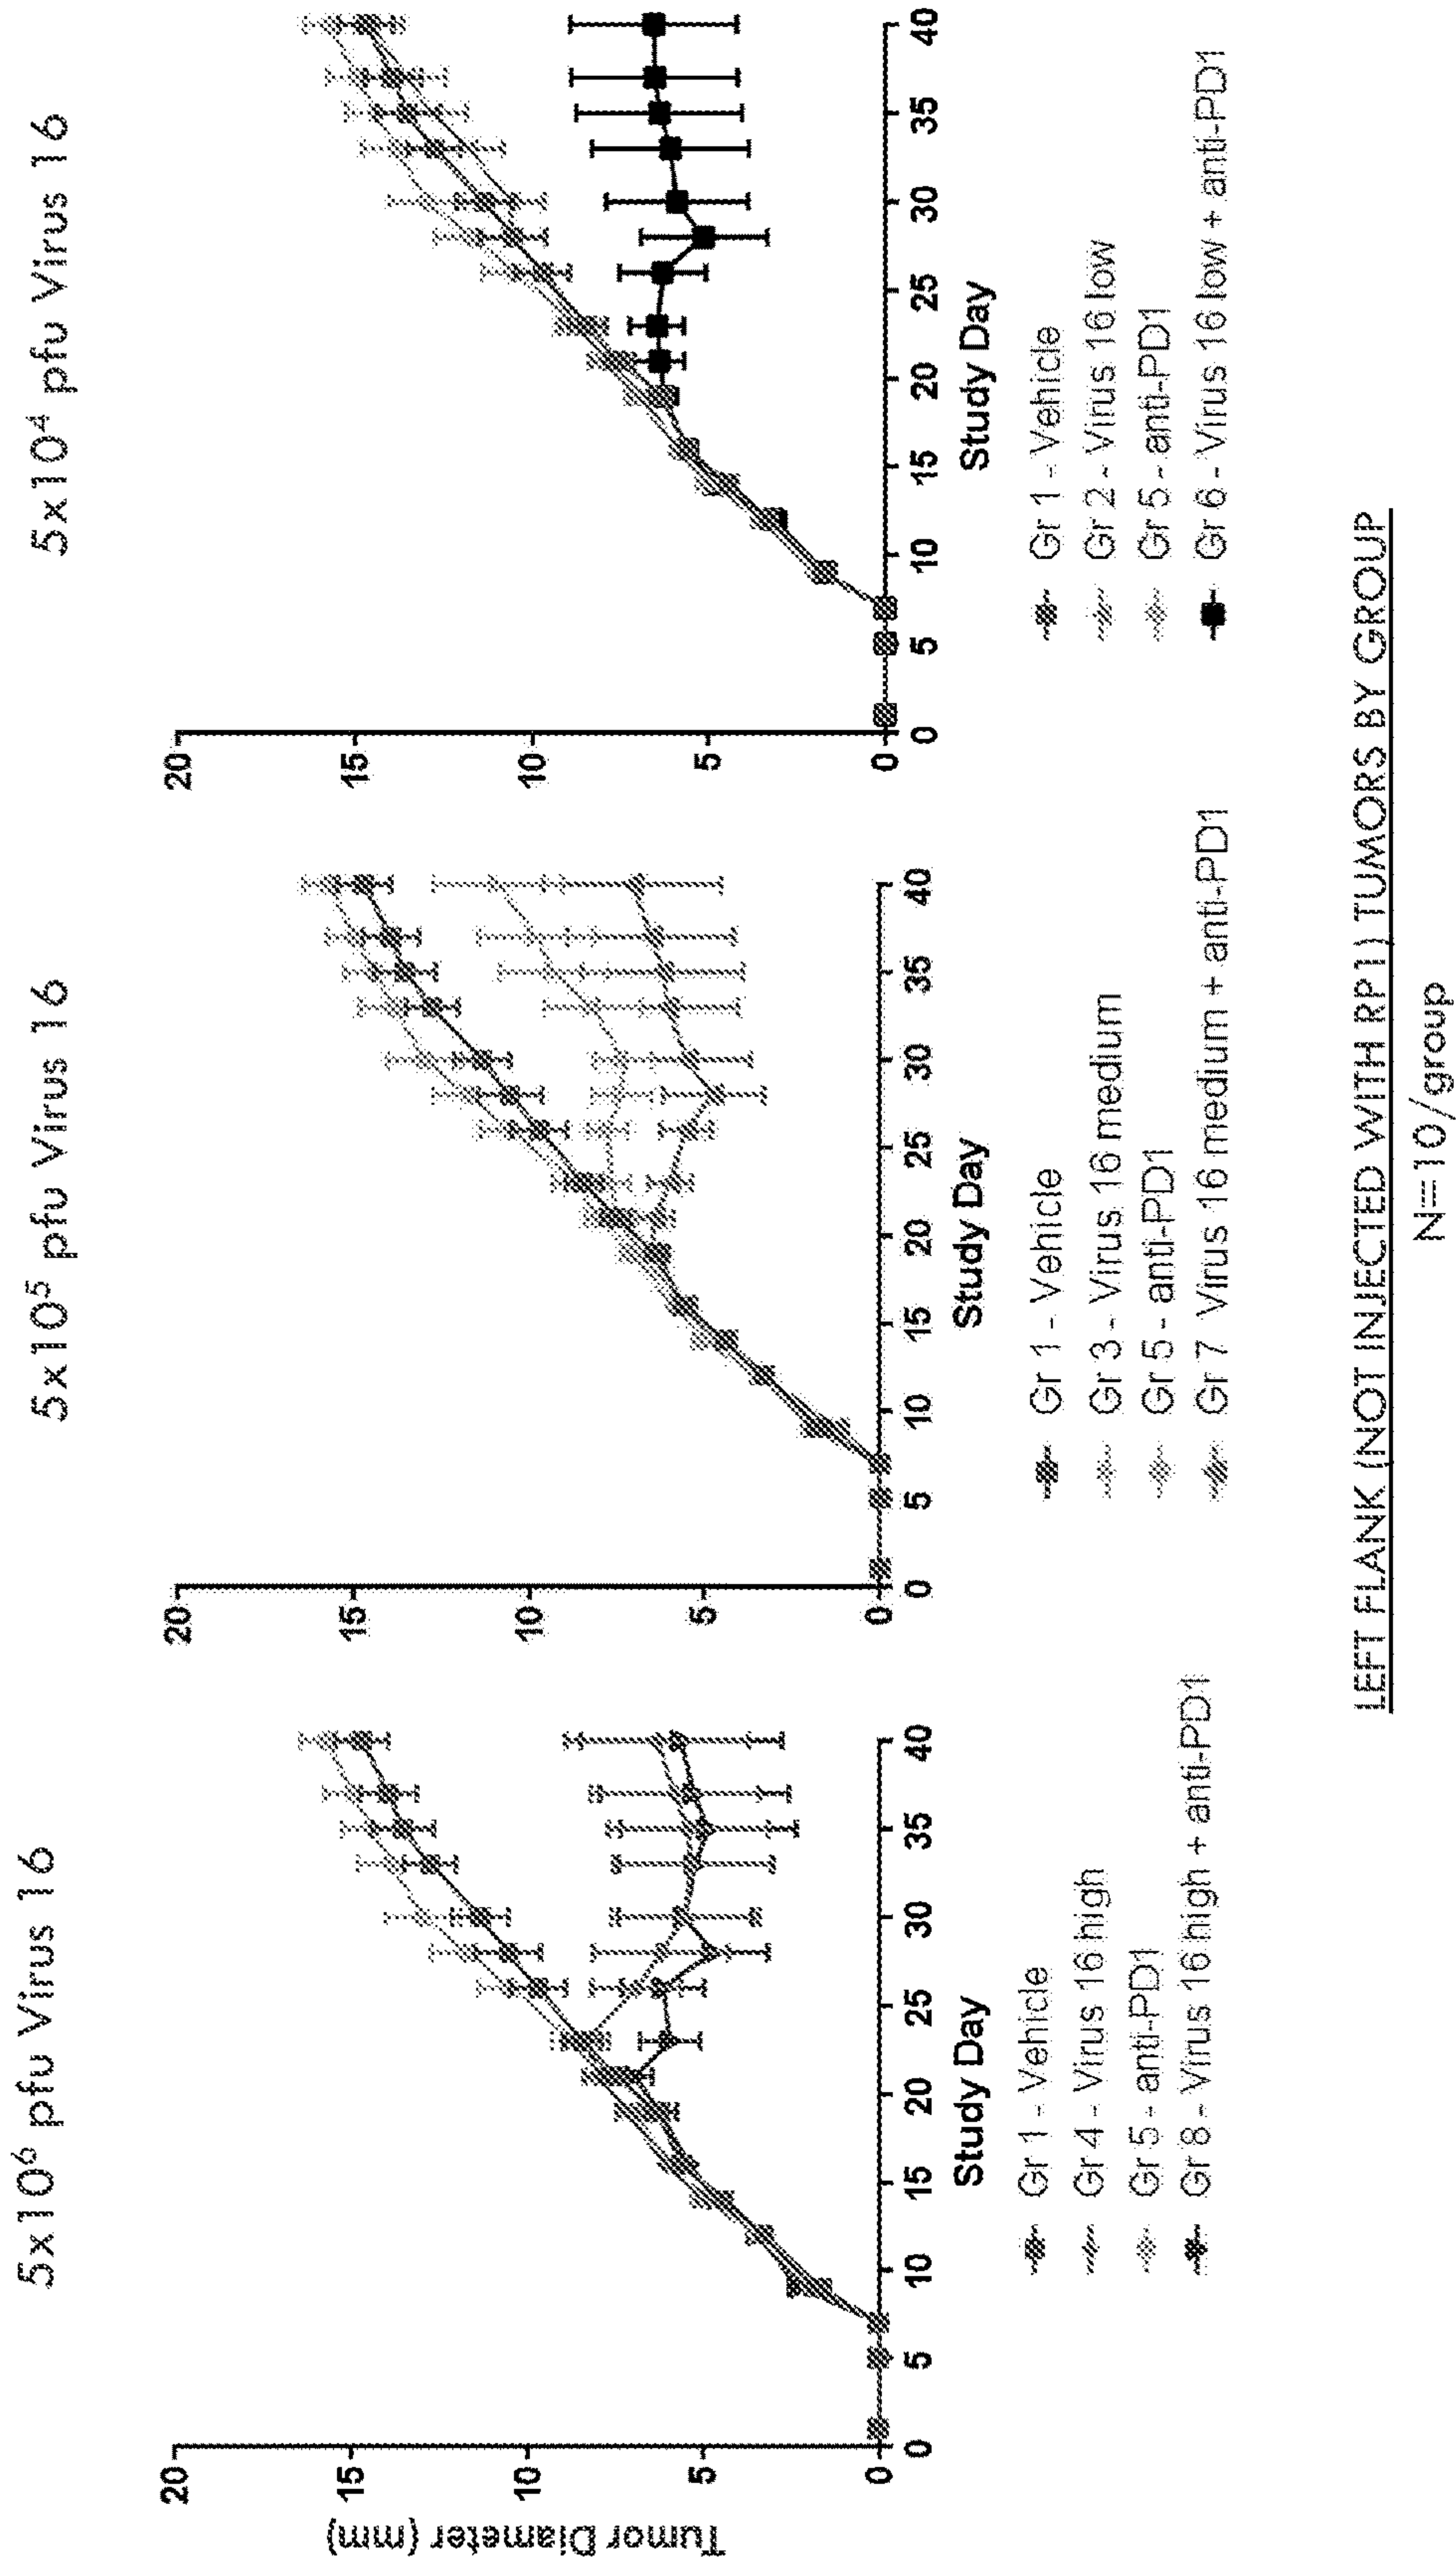 5x10⁶ pfu Virus 16
Tumor Diameter (mm)
20
15
10
5
0
0 5 10 15 20 25 30 35 40
Study Day
Gr 1 - Vehicle
Gr 4 - Virus 16 high
Gr 5 - anti-PD1
Gr 8 - Virus 16 high + anti-PD1
5x10⁵ pfu Virus 16
20
15
10
5
0
0 5 10 15 20 25 30 35 40
Study Day
Gr 1 - Vehicle
Gr 3 - Virus 16 medium
Gr 5 - anti-PD1
Gr 7 Virus 16 medium + anti-PD1
5x10⁴ pfu Virus 16
20
15
10
5
0
0 5 10 15 20 25 30 35 40
Study Day
Gr 1 - Vehicle
Gr 2 - Virus 16 low
Gr 5 - anti-PD1
Gr 6 - Virus 16 low + anti-PD1
LEFT FLANK (NOT INJECTED WITH RP1) TUMORS BY GROUP
N=10/group